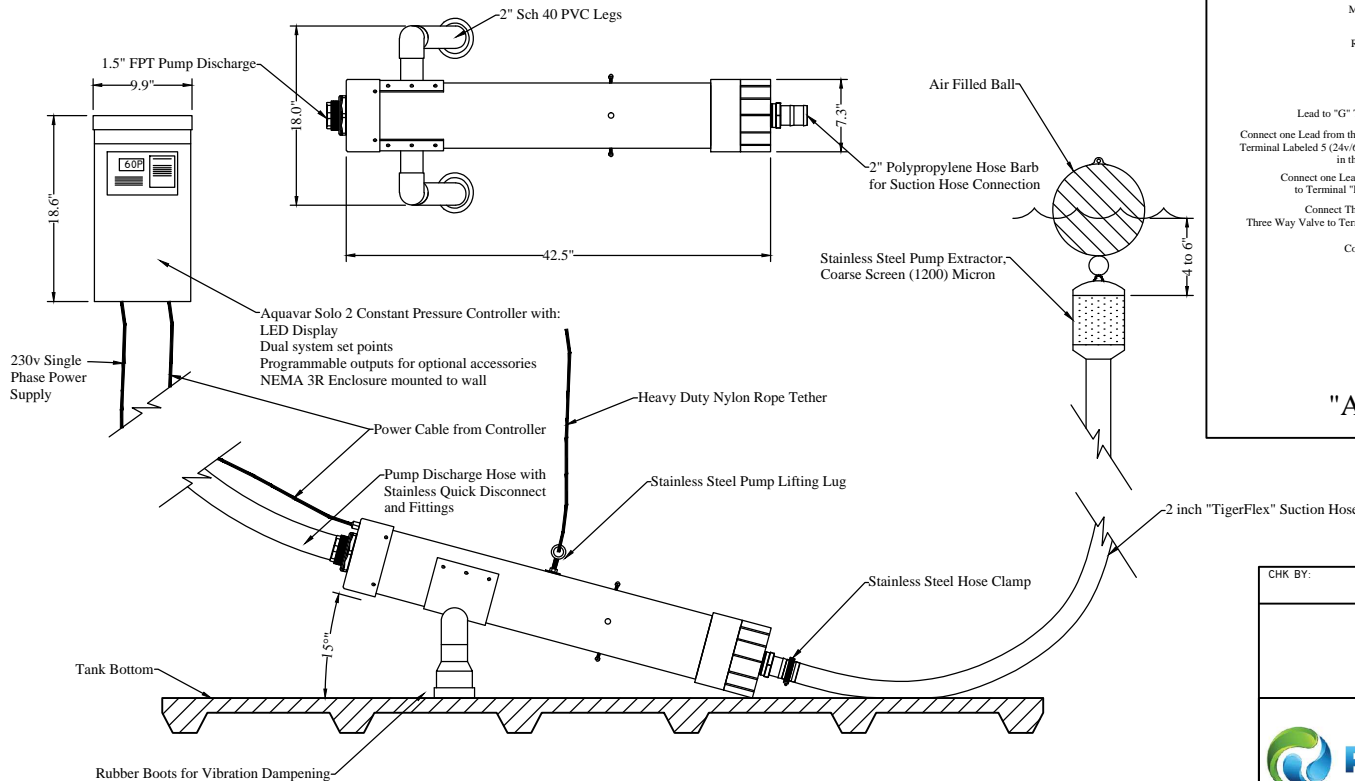 2" Sch 40 PVC Legs
1.5" FPT Pump Discharge
9.9"
18.0"
7.3"
18.6"
60P
42.5"
2" Polypropylene Hose Barb
for Suction Hose Connection
Air Filled Ball
4 to 6"
Stainless Steel Pump Extractor,
Coarse Screen (1200) Micron
Aquavar Solo 2 Constant Pressure Controller with:
LED Display
Dual system set points
Programmable outputs for optional accessories
NEMA 3R Enclosure mounted to wall
230v Single
Phase Power
Supply
Heavy Duty Nylon Rope Tether
Power Cable from Controller
Pump Discharge Hose with
Stainless Quick Disconnect
and Fittings
Stainless Steel Pump Lifting Lug
2 inch "TigerFlex" Suction Hose
Stainless Steel Hose Clamp
15°"
Tank Bottom
Rubber Boots for Vibration Dampening
M
R
Lead to "G"
Connect one Lead from th
Terminal Labeled 5 (24v/6
in th
Connect one Lea
to Terminal "
Connect Th
Three Way Valve to Ter
Co
"A
CHK BY: